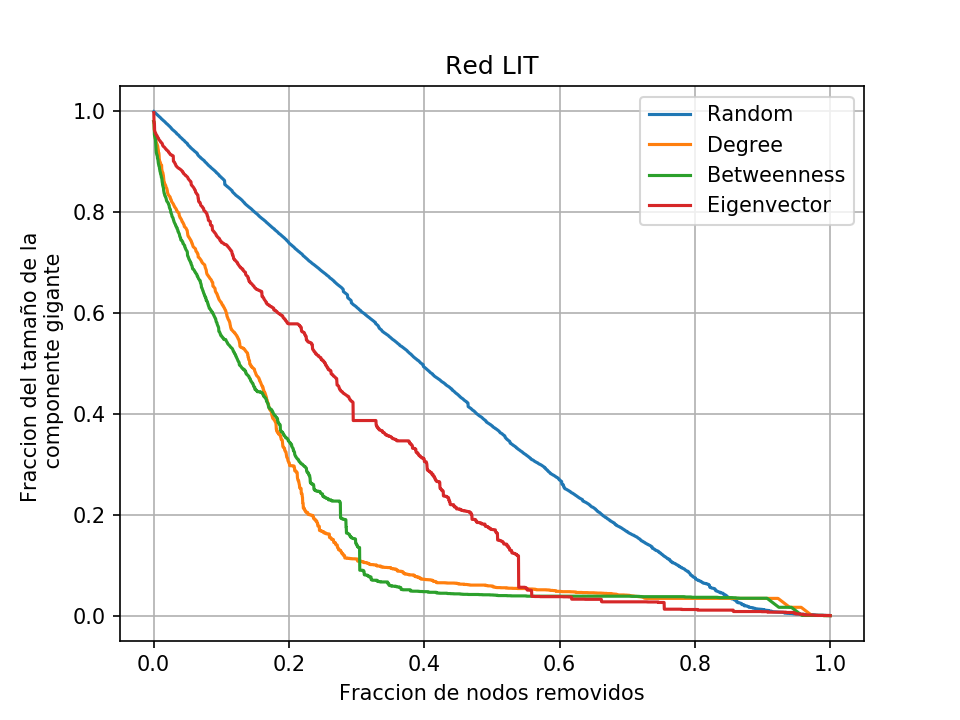 Red LIT
Fraccion del tamaño de la
componente gigante
1.0
0.8
0.6
0.4
0.2
0.0
0.0 0.2 0.4 0.6 0.8 1.0
Fraccion de nodos removidos
Random
Degree
Betweenness
Eigenvector